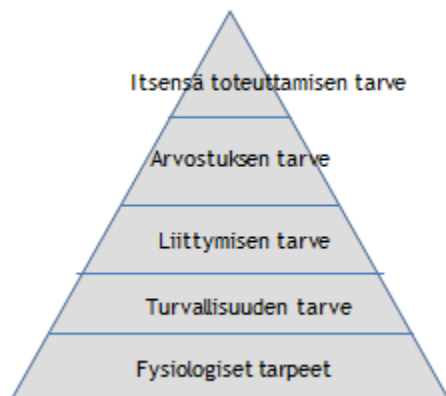 Itsensä toteuttamisen tarve
Arvostuksen tarve
Liittymisen tarve
Turvallisuuden tarve
Fysiologiset tarpeet